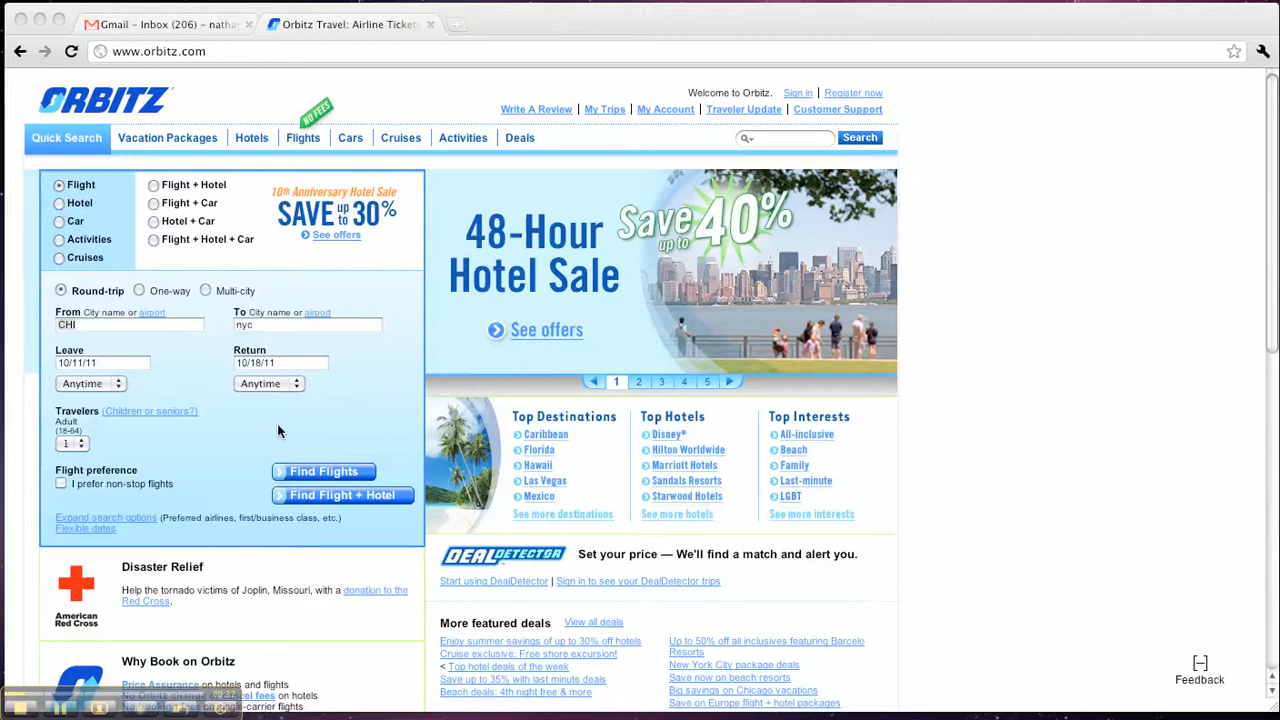 Gmail - Inbox (206) - natha
Orbitz Travel: Airline Tickets
www.orbitz.com
ORBITZ
Welcome to Orbitz. Sign in | Register now
Write A Review | My Trips | My Account | Traveler Update | Customer Support
NO FEES
Quick Search Vacation Packages Hotels Flights Cars Cruises Activities Deals Search
Flight
Hotel
Car
Activities
Cruises
Flight + Hotel
Flight + Car
Hotel + Car
Flight + Hotel + Car
10th Anniversary Hotel Sale
SAVE up to 30%
See offers
Round-trip One-way Multi-city
From City name or airport
CHI
To City name or airport
nyc
Leave
10/11/11
Anytime
Return
10/18/11
Anytime
Travelers (Children or seniors?)
Adult
(18-64)
1
Flight preference
I prefer non-stop flights
Find Flights
Find Flight + Hotel
Expand search options (Preferred airlines, first/business class, etc.)
Flexible dates
48-Hour
Hotel Sale
See offers
Save up to 40%
1 2 3 4 5
Top Destinations
Caribbean
Florida
Hawaii
Las Vegas
Mexico
See more destinations
Top Hotels
Disney®
Hilton Worldwide
Marriott Hotels
Sandals Resorts
Starwood Hotels
See more hotels
Top Interests
All-inclusive
Beach
Family
Last-minute
LGBT
See more interests
DEALDETECTOR Set your price — We'll find a match and alert you.
Start using DealDetector | Sign in to see your DealDetector trips
Disaster Relief
Help the tornado victims of Joplin, Missouri, with a donation to the
Red Cross.
American
Red Cross
Why Book on Orbitz
Price Assurance on hotels and flights
No Orbitz change or cancel fees on hotels
on single-carrier flights
More featured deals View all deals
Enjoy summer savings of up to 30% off hotels
Cruise exclusive: Free shore excursion!
< Top hotel deals of the week
Save up to 35% with last minute deals
Beach deals: 4th night free & more
Up to 50% off all inclusives featuring Barcelo
Resorts
New York City package deals
Save now on beach resorts
Big savings on Chicago vacations
Save on Europe flight + hotel packages
[--]
Feedback